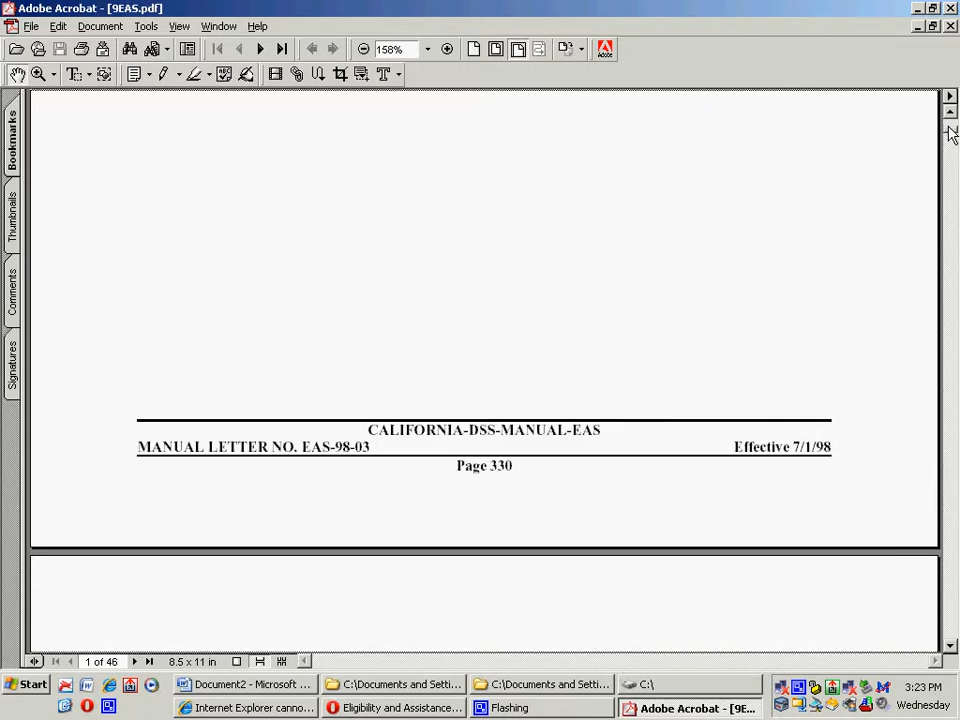 Adobe Acrobat - [9EAS.pdf]
File Edit Document Tools View Window Help
158%
Bookmarks
Thumbnails
Comments
Signatures
CALIFORNIA-DSS-MANUAL-EAS
MANUAL LETTER NO. EAS-98-03 Effective 7/1/98
Page 330
1 of 46 8.5 x 11 in
Start Document2 - Microsoft ... C:\Documents and Setti... C:\Documents and Setti... C:\ 3:23 PM
Internet Explorer canno... Eligibility and Assistance... Flashing Adobe Acrobat - [9E... Wednesday